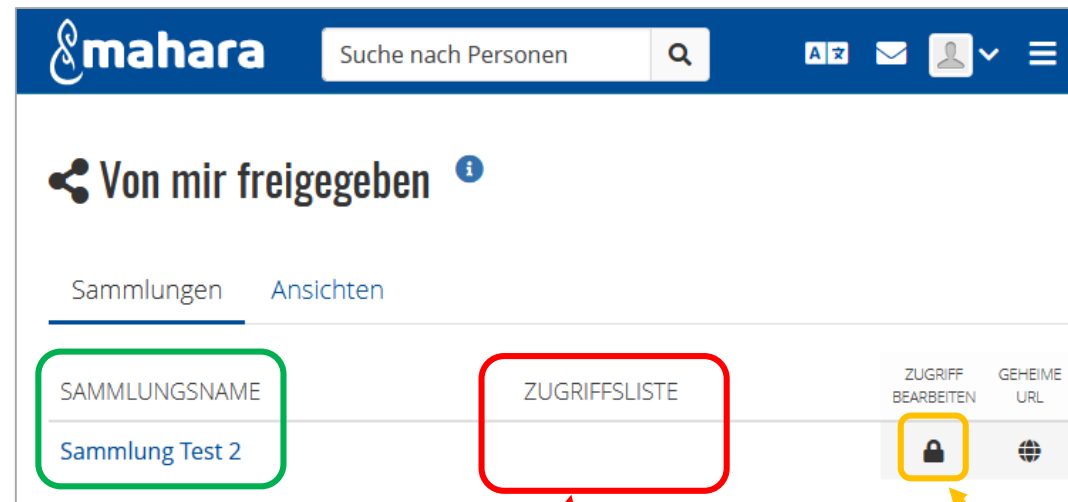 mahara
Suche nach Personen
A
Von mir freigegeben
Sammlungen Ansichten
SAMMLUNGSNAME ZUGRIFFSLISTE ZUGRIFF BEARBEITEN GEHEIME URL
Sammlung Test 2